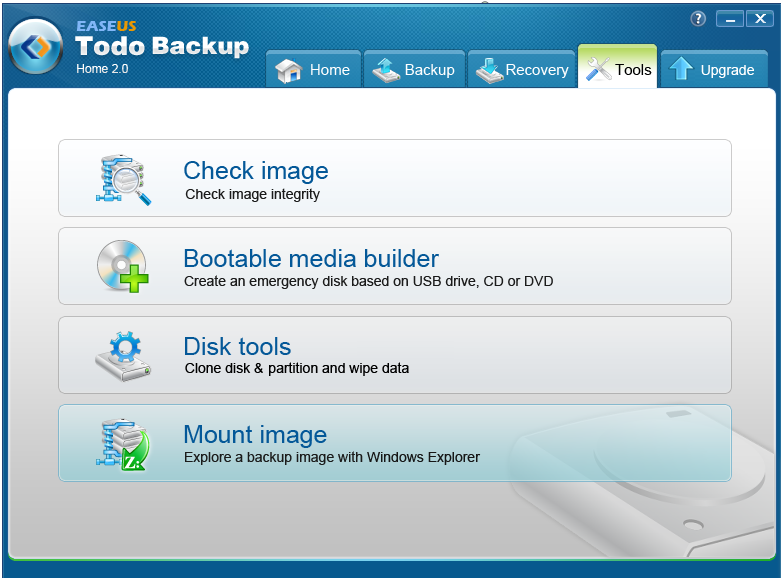 EASEUS
Todo Backup
Home 2.0
?
Home
Backup
Recovery
Tools
Upgrade
Check image
Check image integrity
Bootable media builder
Create an emergency disk based on USB drive, CD or DVD
Disk tools
Clone disk & partition and wipe data
Z:
Mount image
Explore a backup image with Windows Explorer